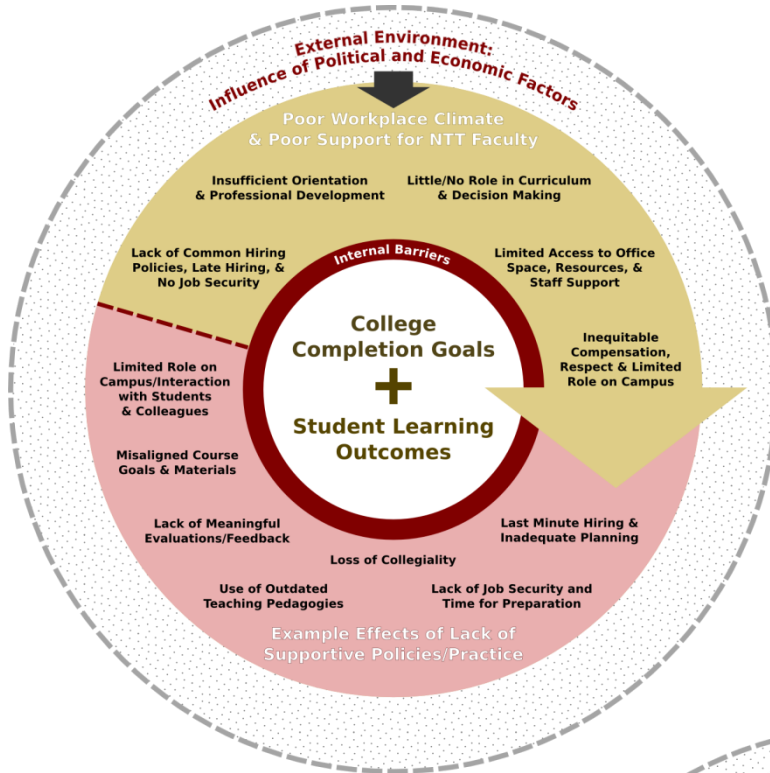 External Environment:
Influence of Political and Economic Factors
Poor Workplace Climate
& Poor Support for NTT Faculty
Insufficient Orientation
& Professional Development
Little/No Role in Curriculum
& Decision Making
Lack of Common Hiring
Policies, Late Hiring, &
No Job Security
Internal Barriers
Limited Access to Office
Space, Resources, &
Staff Support
College
Completion Goals
+
Student Learning
Outcomes
Inequitable
Compensation,
Respect & Limited
Role on Campus
Limited Role on
Campus/Interaction
with Students
& Colleagues
Misaligned Course
Goals & Materials
Lack of Meaningful
Evaluations/Feedback
Last Minute Hiring &
Inadequate Planning
Loss of Collegiality
Use of Outdated
Teaching Pedagogies
Lack of Job Security and
Time for Preparation
Example Effects of Lack of
Supportive Policies/Practice